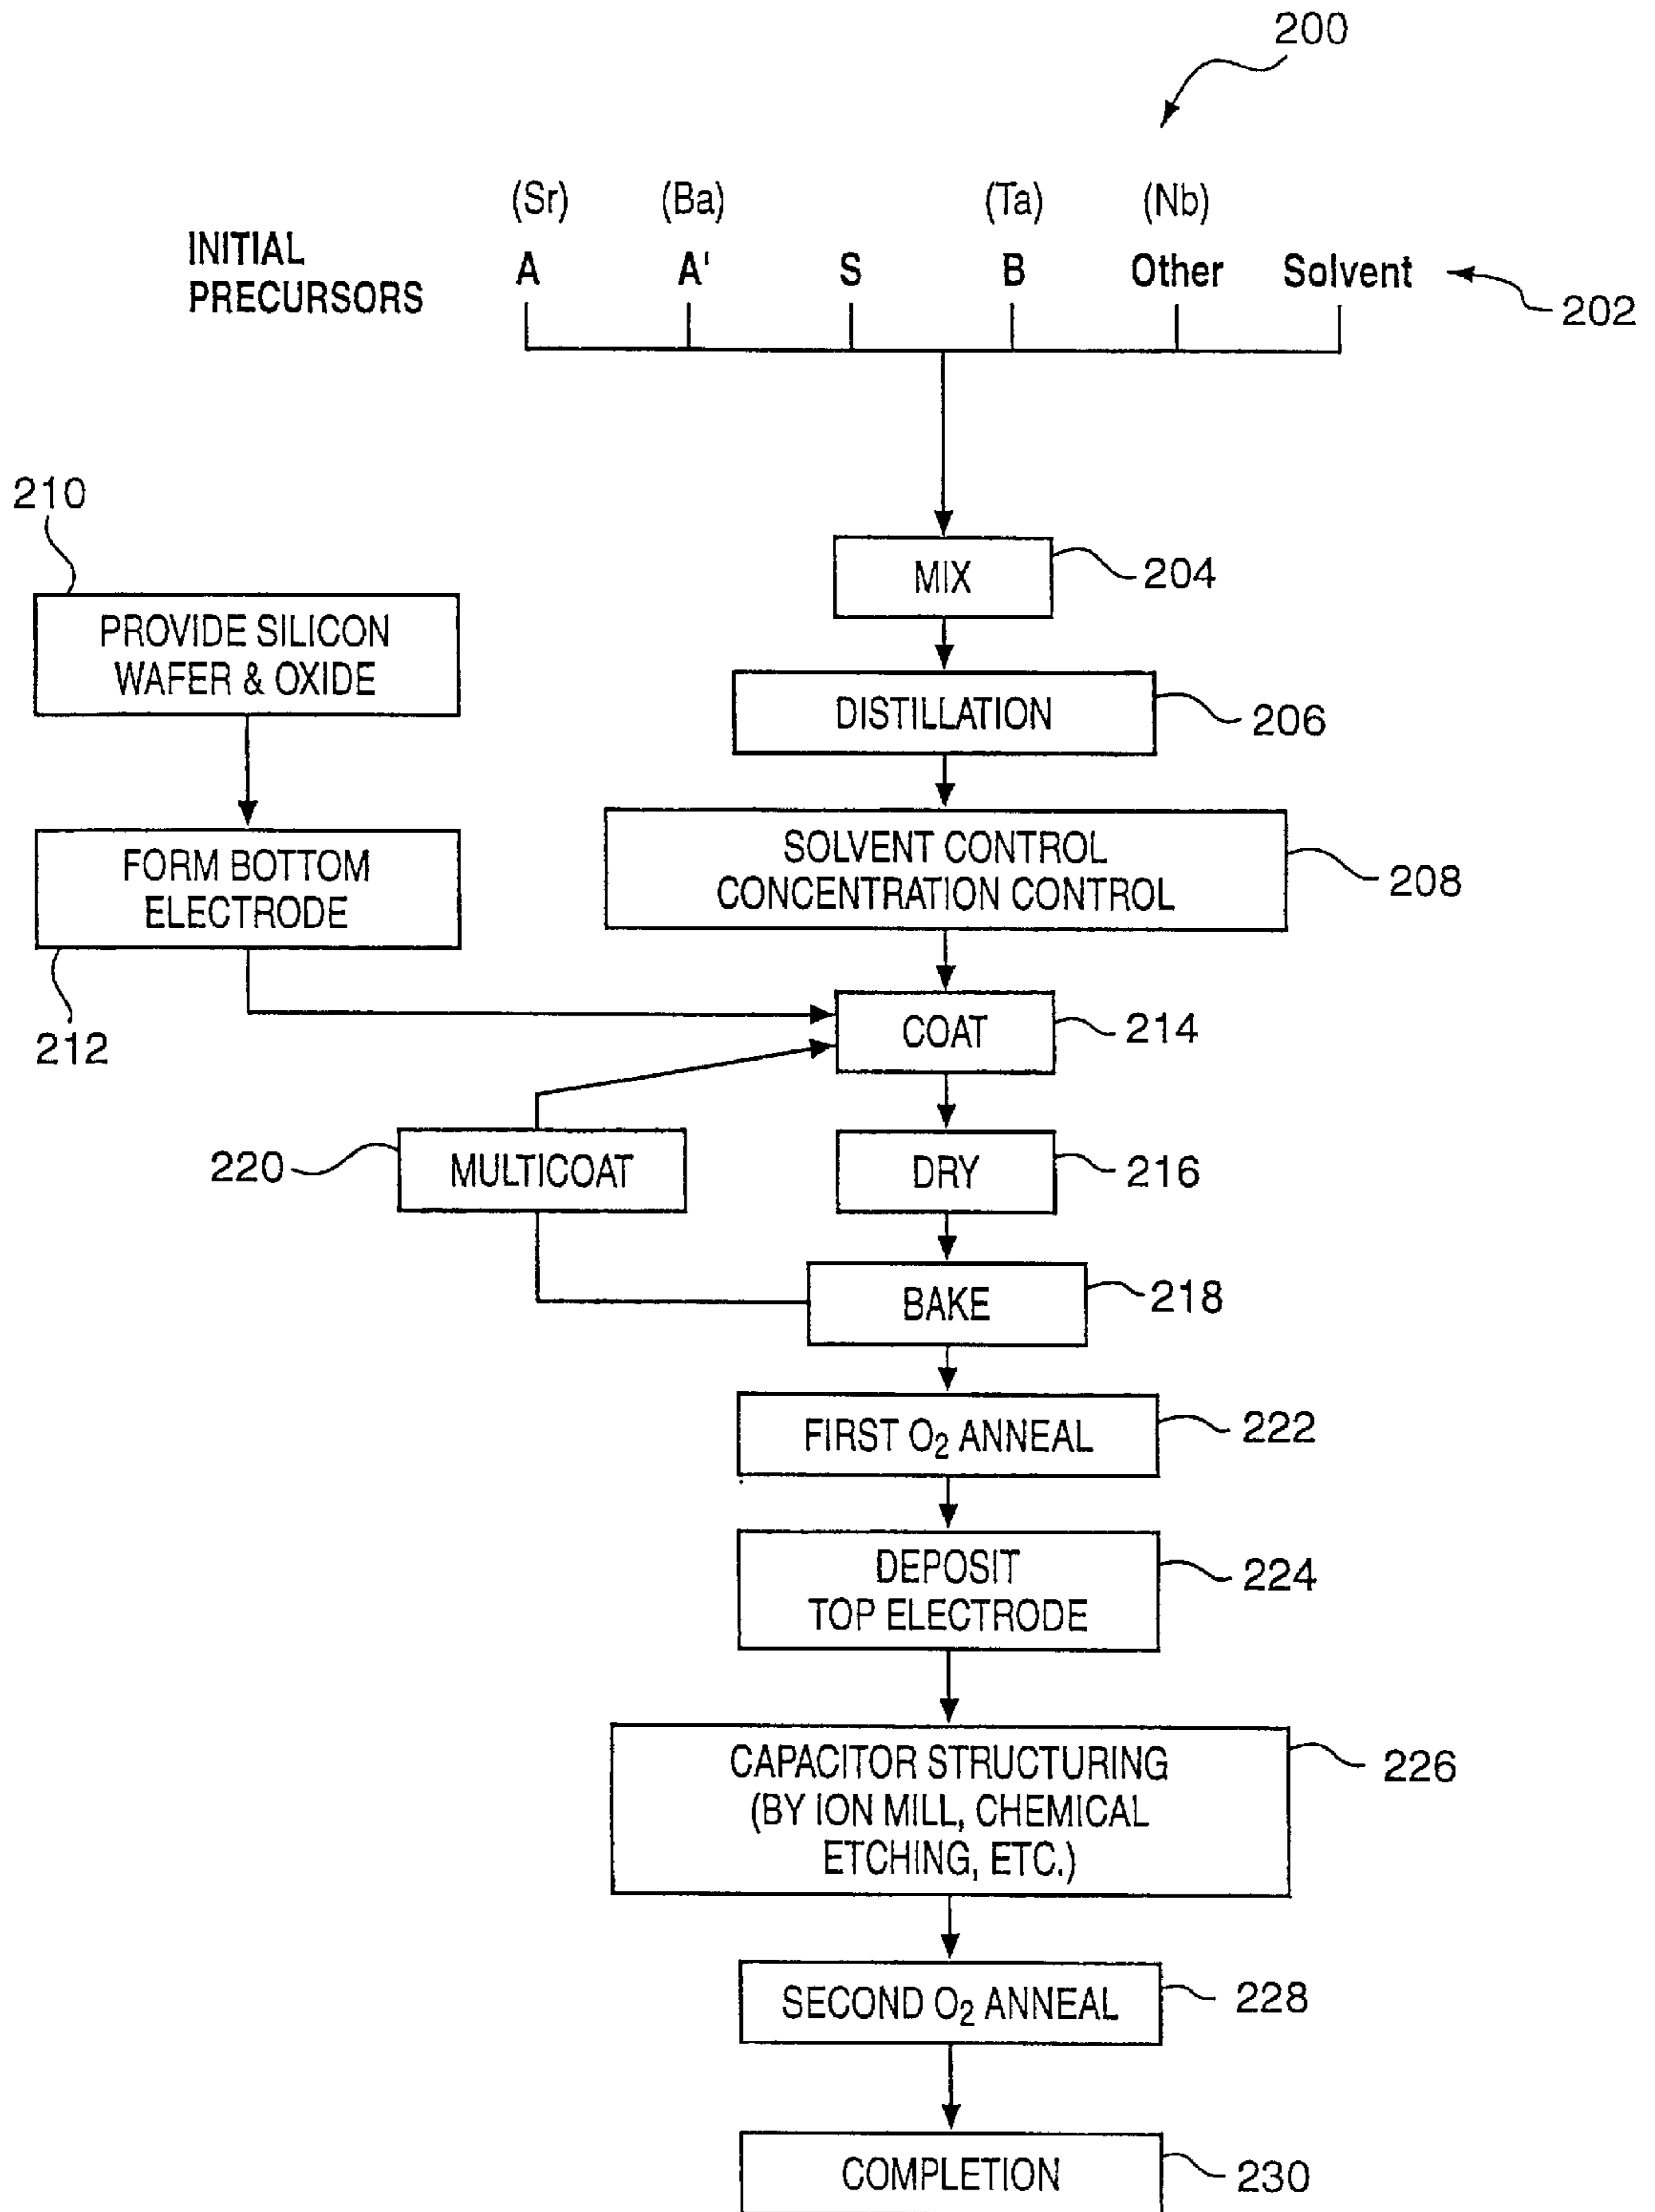 200
(Sr) (Ba) (Ta) (Nb)
INITIAL
PRECURSORS
A A' S B Other Solvent
202
210
MIX
204
PROVIDE SILICON
WAFER & OXIDE
DISTILLATION
206
FORM BOTTOM
ELECTRODE
SOLVENT CONTROL
CONCENTRATION CONTROL
208
212
COAT
214
220
MULTICOAT
DRY
216
BAKE
218
FIRST O₂ ANNEAL
222
DEPOSIT
TOP ELECTRODE
224
CAPACITOR STRUCTURING
(BY ION MILL, CHEMICAL
ETCHING, ETC.)
226
SECOND O₂ ANNEAL
228
COMPLETION
230